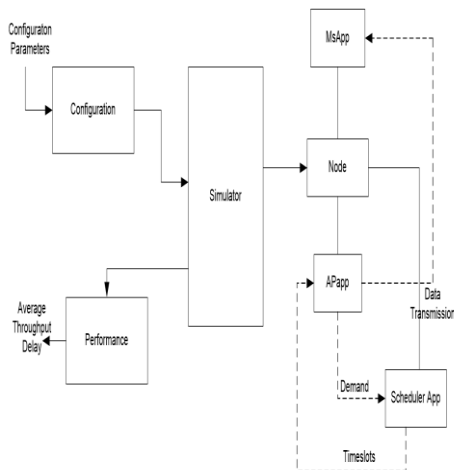 Configuraton
Parameters
Configuration
Simulator
MsApp
Node
APapp
Data
Transmission
Average
Throughput
Delay
Performance
Demand
Scheduler App
Timeslots